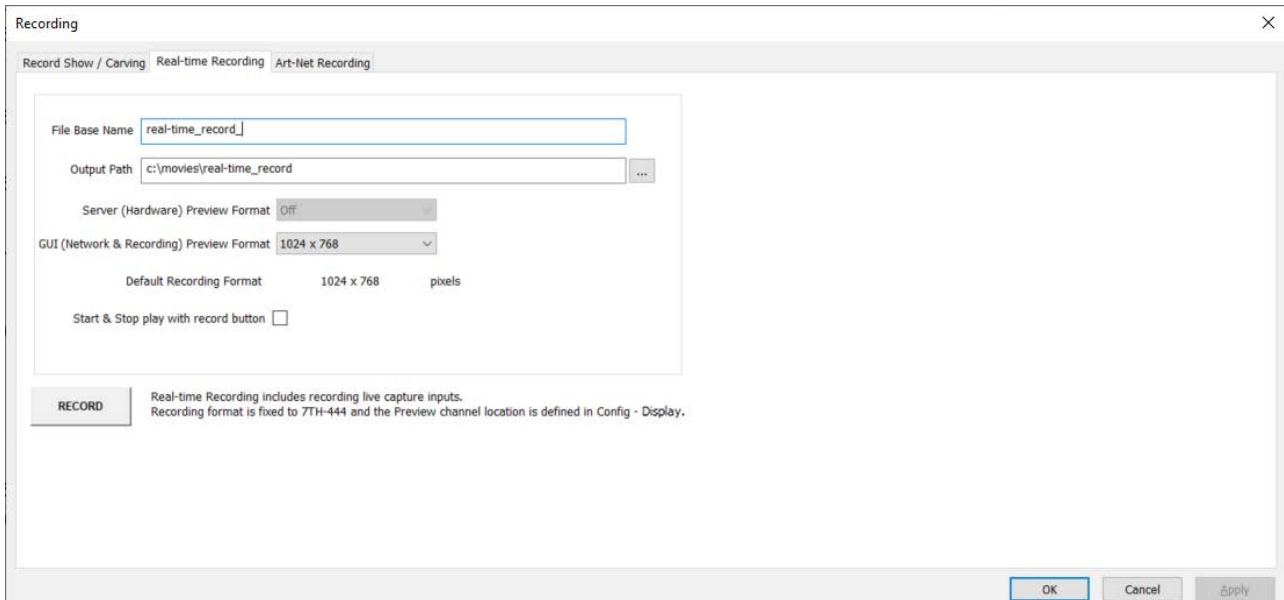 Recording
Record Show / Carving Real-time Recording Art-Net Recording
File Base Name real-time_record_
Output Path c:\movies\real-time_record ...
Server (Hardware) Preview Format Off
GUI (Network & Recording) Preview Format 1024 x 768
Default Recording Format 1024 x 768 pixels
Start & Stop play with record button
RECORD
Real-time Recording includes recording live capture inputs.
Recording format is fixed to 7TH-444 and the Preview channel location is defined in Config - Display.
OK Cancel Apply